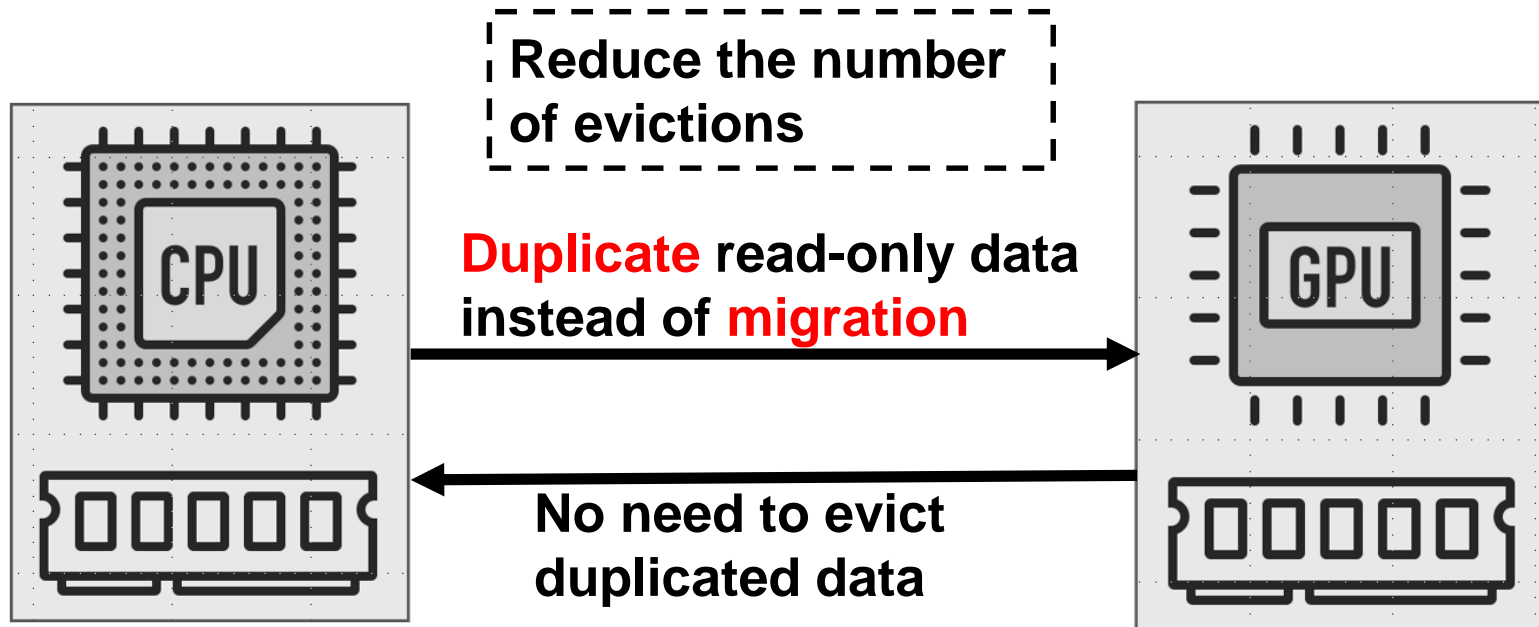 Reduce the number
of evictions
CPU
Duplicate read-only data
instead of migration
GPU
No need to evict
duplicated data